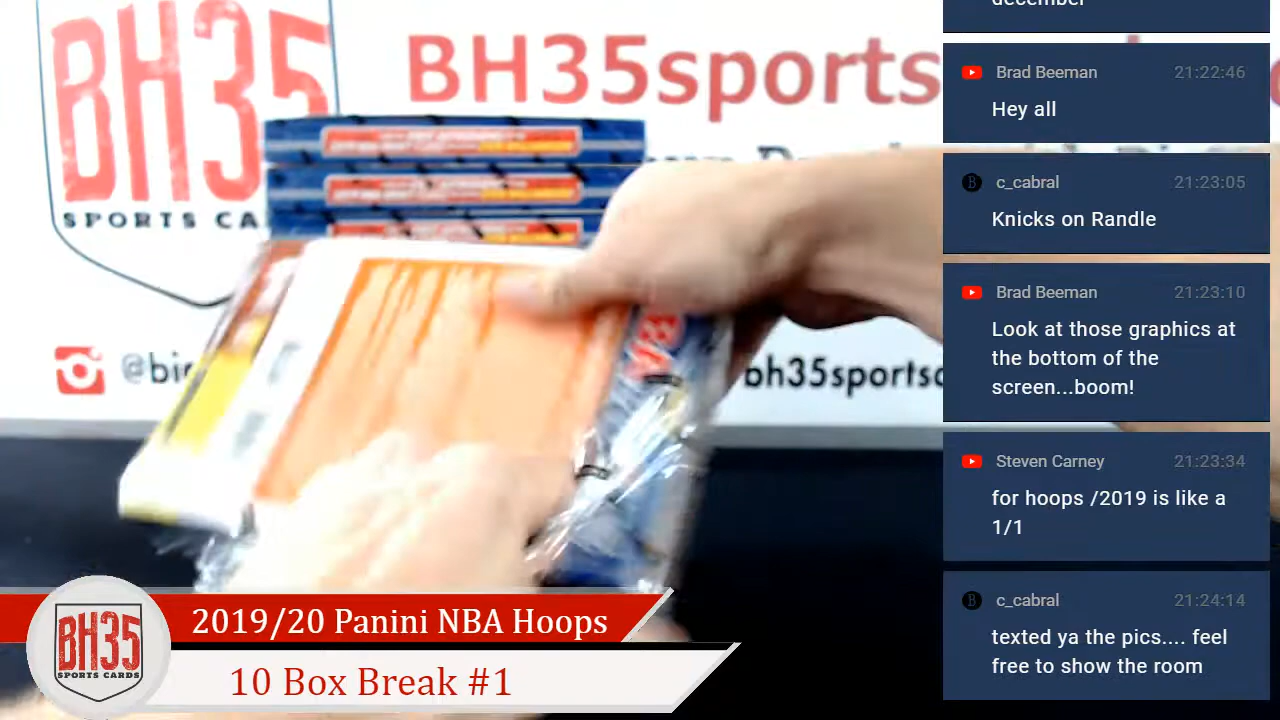 BH35
SPORTS CA
BH35sports
@bi
bh35sports
2019/20 Panini NBA Hoops
10 Box Break #1
BH35
SPORTS CARDS
december
Brad Beeman 21:22:46
Hey all
c_cabral 21:23:05
Knicks on Randle
Brad Beeman 21:23:10
Look at those graphics at
the bottom of the
screen...boom!
Steven Carney 21:23:34
for hoops /2019 is like a
1/1
c_cabral 21:24:14
texted ya the pics.... feel
free to show the room